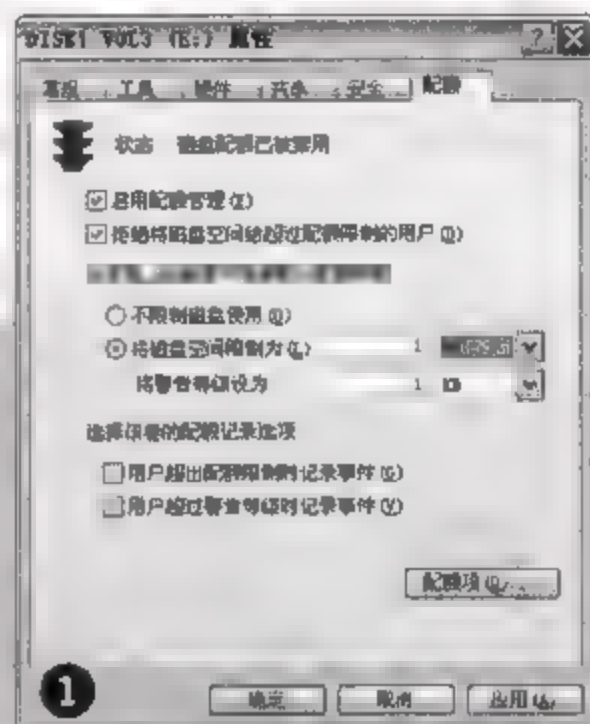 DISK1_VOL3 (E:) 属性
常规 工具 硬件 共享 安全 配额
状态 磁盘配额已被禁用
启用配额管理(E)
拒绝将磁盘空间给超过配额限制的用户(D)
不限制磁盘使用(O)
将磁盘空间限制为(L) 1
将警告等级设为 1 KB
选择该卷的配额记录选项
用户超出配额限制时记录事件(G)
用户超过警告等级时记录事件(V)
配额项(Q)...
1
确定 取消 应用(A)